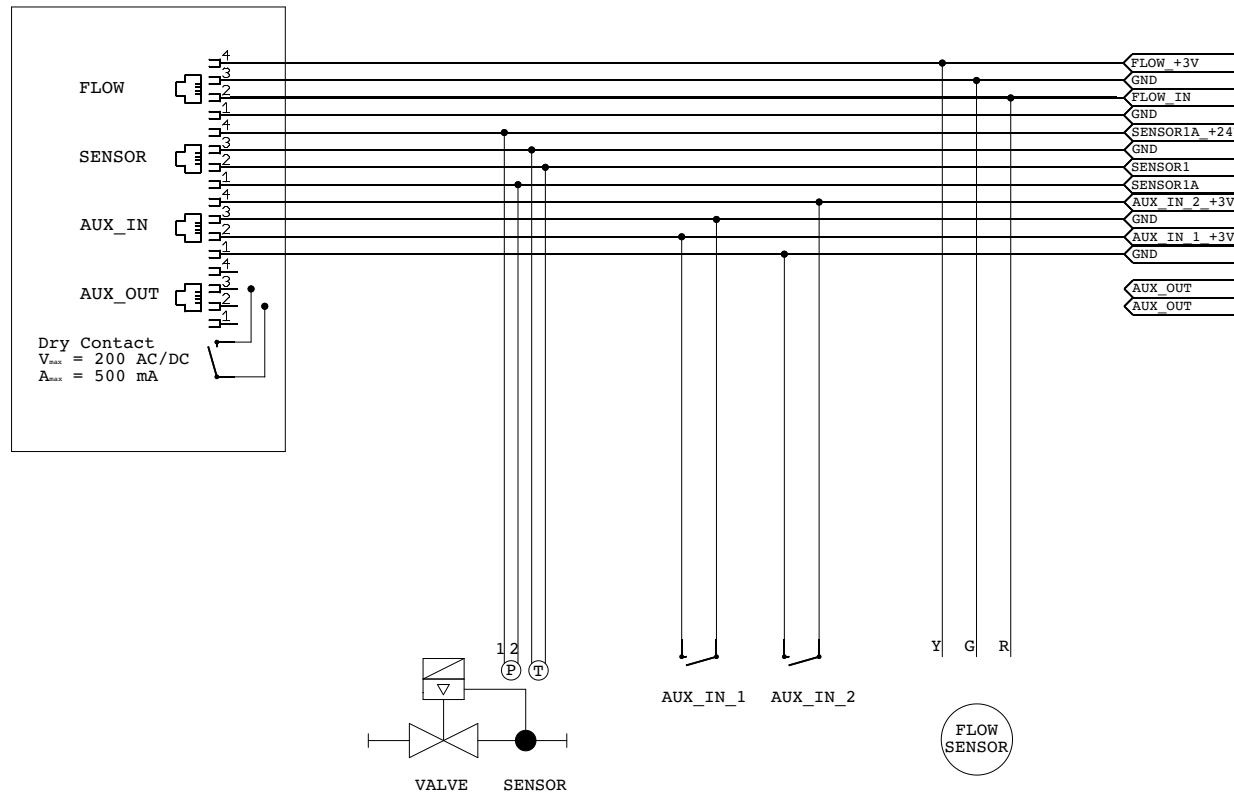 FLOW
4
3
2
1
SENSOR
4
3
2
1
AUX_IN
4
3
2
1
AUX_OUT
4
3
2
1
Dry Contact
Vmax = 200 AC/DC
Amax = 500 mA
FLOW_+3V
GND
FLOW_IN
GND
SENSOR1A_+24
GND
SENSOR1
SENSOR1A
AUX_IN_2_+3V
GND
AUX_IN_1_+3V
GND
AUX_OUT
AUX_OUT
1 2
P T
Y G R
AUX_IN_1 AUX_IN_2
FLOW
SENSOR
VALVE SENSOR